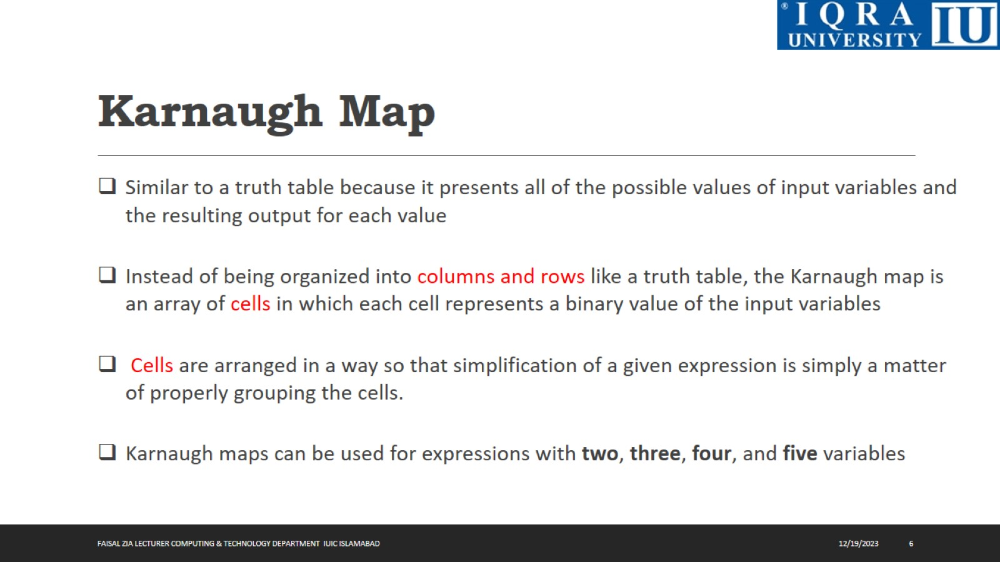 ® IQRA
UNIVERSITY IU
Karnaugh Map
❑ Similar to a truth table because it presents all of the possible values of input variables and
the resulting output for each value
❑ Instead of being organized into columns and rows like a truth table, the Karnaugh map is
an array of cells in which each cell represents a binary value of the input variables
❑ Cells are arranged in a way so that simplification of a given expression is simply a matter
of properly grouping the cells.
❑ Karnaugh maps can be used for expressions with two, three, four, and five variables
FAISAL ZIA LECTURER COMPUTING & TECHNOLOGY DEPARTMENT IUIC ISLAMABAD 12/19/2023 6